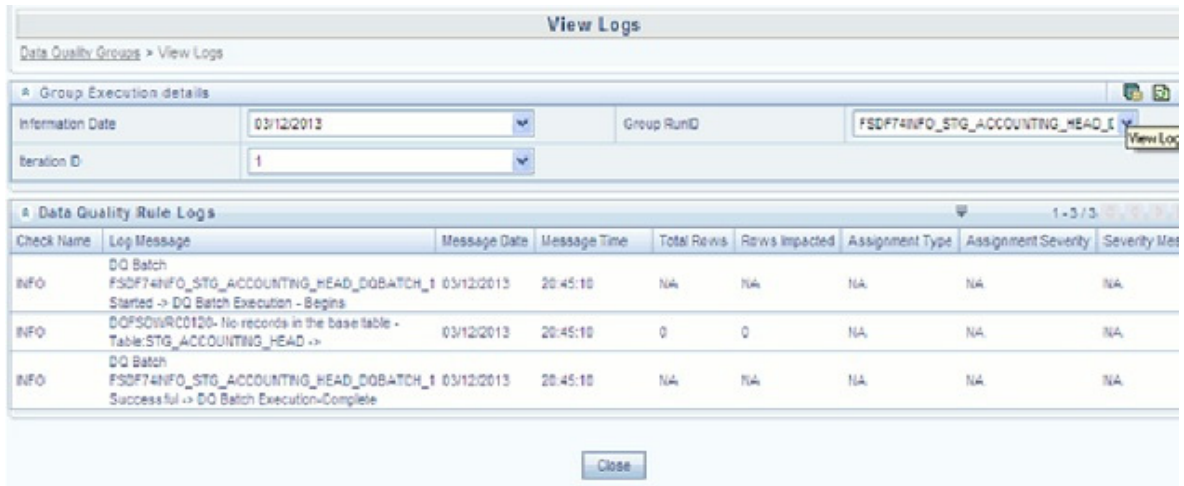 View Logs
Data Quality Groups > View Logs
Group Execution details
Information Date 03/12/2013 Group RunID FSDF74INFO_STG_ACCOUNTING_HEAD_D
View Log
Iteration ID 1
Data Quality Rule Logs 1-3/3
Check Name Log Message Message Date Message Time Total Rows Rows Impacted Assignment Type Assignment Severity Severity Mes
DQ Batch
INFO FSDF74INFO_STG_ACCOUNTING_HEAD_DQBATCH_1 03/12/2013 20:45:10 NA NA NA NA NA
Started -> DQ Batch Execution - Begins
INFO No records in the base table - 03/12/2013 20:45:10 0 0 NA NA NA
Table:STG_ACCOUNTING_HEAD ->
DQ Batch
INFO FSDF74INFO_STG_ACCOUNTING_HEAD_DQBATCH_1 03/12/2013 20:45:10 NA NA NA NA NA
Successful -> DQ Batch Execution-Complete
Close